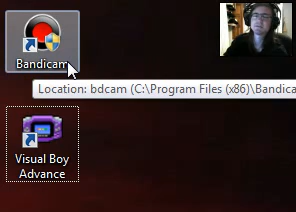 Bandicam
Location: bdcam (C:\Program Files (x86)\Bandica
Visual Boy
Advance